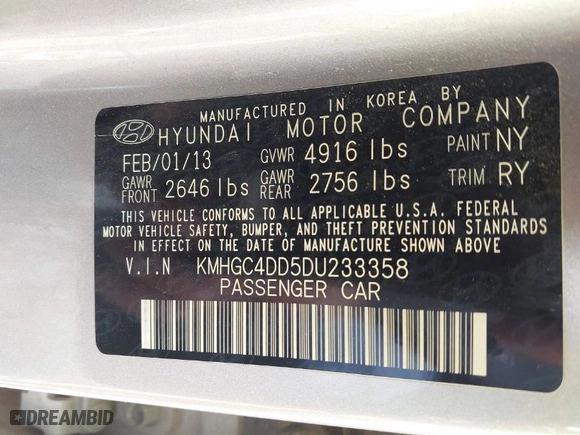 MANUFACTURED IN KOREA BY
HYUNDAI MOTOR COMPANY
FEB/01/13 GVWR 4916 lbs PAINT NY
GAWR FRONT 2646 lbs GAWR REAR 2756 lbs TRIM RY
THIS VEHICLE CONFORMS TO ALL APPLICABLE U.S.A. FEDERAL
MOTOR VEHICLE SAFETY, BUMPER, AND THEFT PREVENTION STANDARDS
IN EFFECT ON THE DATE OF MANUFACTURE SHOWN ABOVE
V.I.N KMHGC4DD5DU233358
PASSENGER CAR
DREAMBID